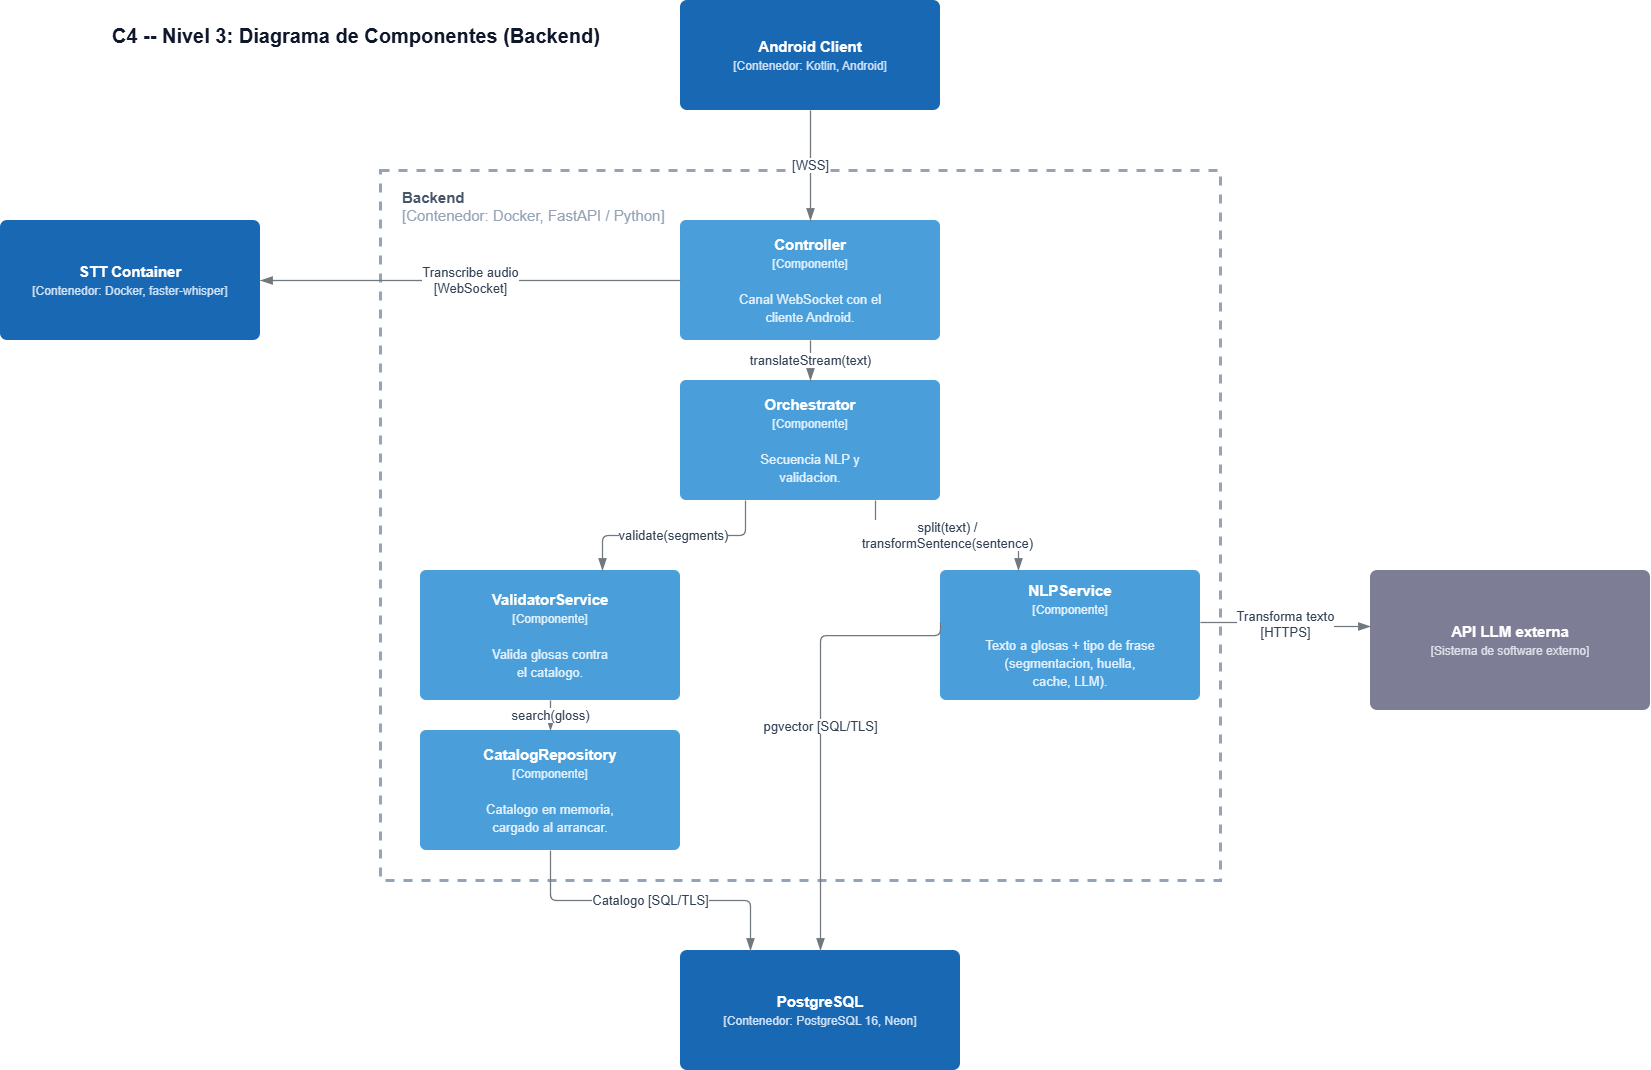 C4 -- Nivel 3: Diagrama de Componentes (Backend)
Android Client
[Contenedor: Kotlin, Android]
[WSS]
Backend
[Contenedor: Docker, FastAPI / Python]
STT Container
[Contenedor: Docker, faster-whisper]
Transcribe audio
[WebSocket]
Controller
[Componente]
Canal WebSocket con el
cliente Android.
translateStream(text)
Orchestrator
[Componente]
Secuencia NLP y
validacion.
validate(segments)
split(text) /
transformSentence(sentence)
ValidatorService
[Componente]
Valida glosas contra
el catalogo.
NLPService
[Componente]
Texto a glosas + tipo de frase
(segmentacion, huella,
cache, LLM).
Transforma texto
[HTTPS]
API LLM externa
[Sistema de software externo]
search(gloss)
pgvector [SQL/TLS]
CatalogRepository
[Componente]
Catalogo en memoria,
cargado al arrancar.
Catalogo [SQL/TLS]
PostgreSQL
[Contenedor: PostgreSQL 16, Neon]